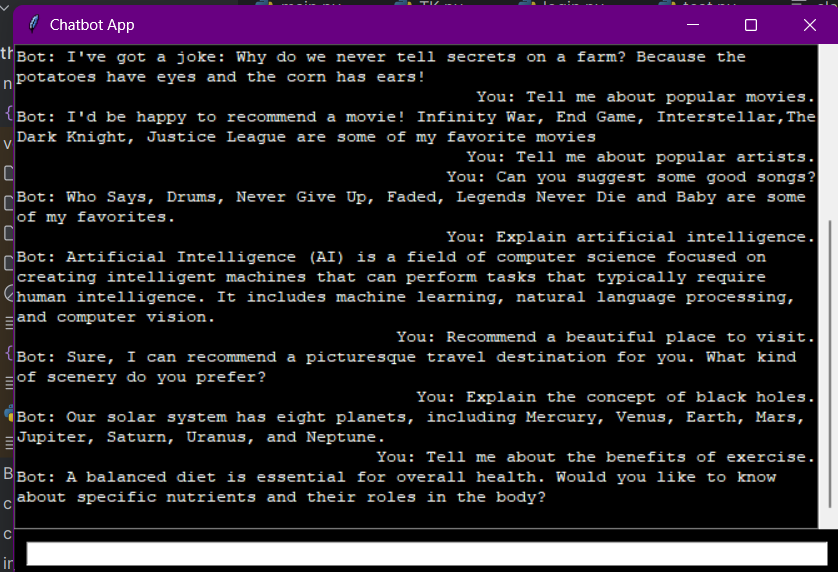 main.py TK.py login.py test.py
Chatbot App
Bot: I've got a joke: Why do we never tell secrets on a farm? Because the
potatoes have eyes and the corn has ears!
You: Tell me about popular movies.
Bot: I'd be happy to recommend a movie! Infinity War, End Game, Interstellar,The
Dark Knight, Justice League are some of my favorite movies
You: Tell me about popular artists.
You: Can you suggest some good songs?
Bot: Who Says, Drums, Never Give Up, Faded, Legends Never Die and Baby are some
of my favorites.
You: Explain artificial intelligence.
Bot: Artificial Intelligence (AI) is a field of computer science focused on
creating intelligent machines that can perform tasks that typically require
human intelligence. It includes machine learning, natural language processing,
and computer vision.
You: Recommend a beautiful place to visit.
Bot: Sure, I can recommend a picturesque travel destination for you. What kind
of scenery do you prefer?
You: Explain the concept of black holes.
Bot: Our solar system has eight planets, including Mercury, Venus, Earth, Mars,
Jupiter, Saturn, Uranus, and Neptune.
You: Tell me about the benefits of exercise.
Bot: A balanced diet is essential for overall health. Would you like to know
about specific nutrients and their roles in the body?